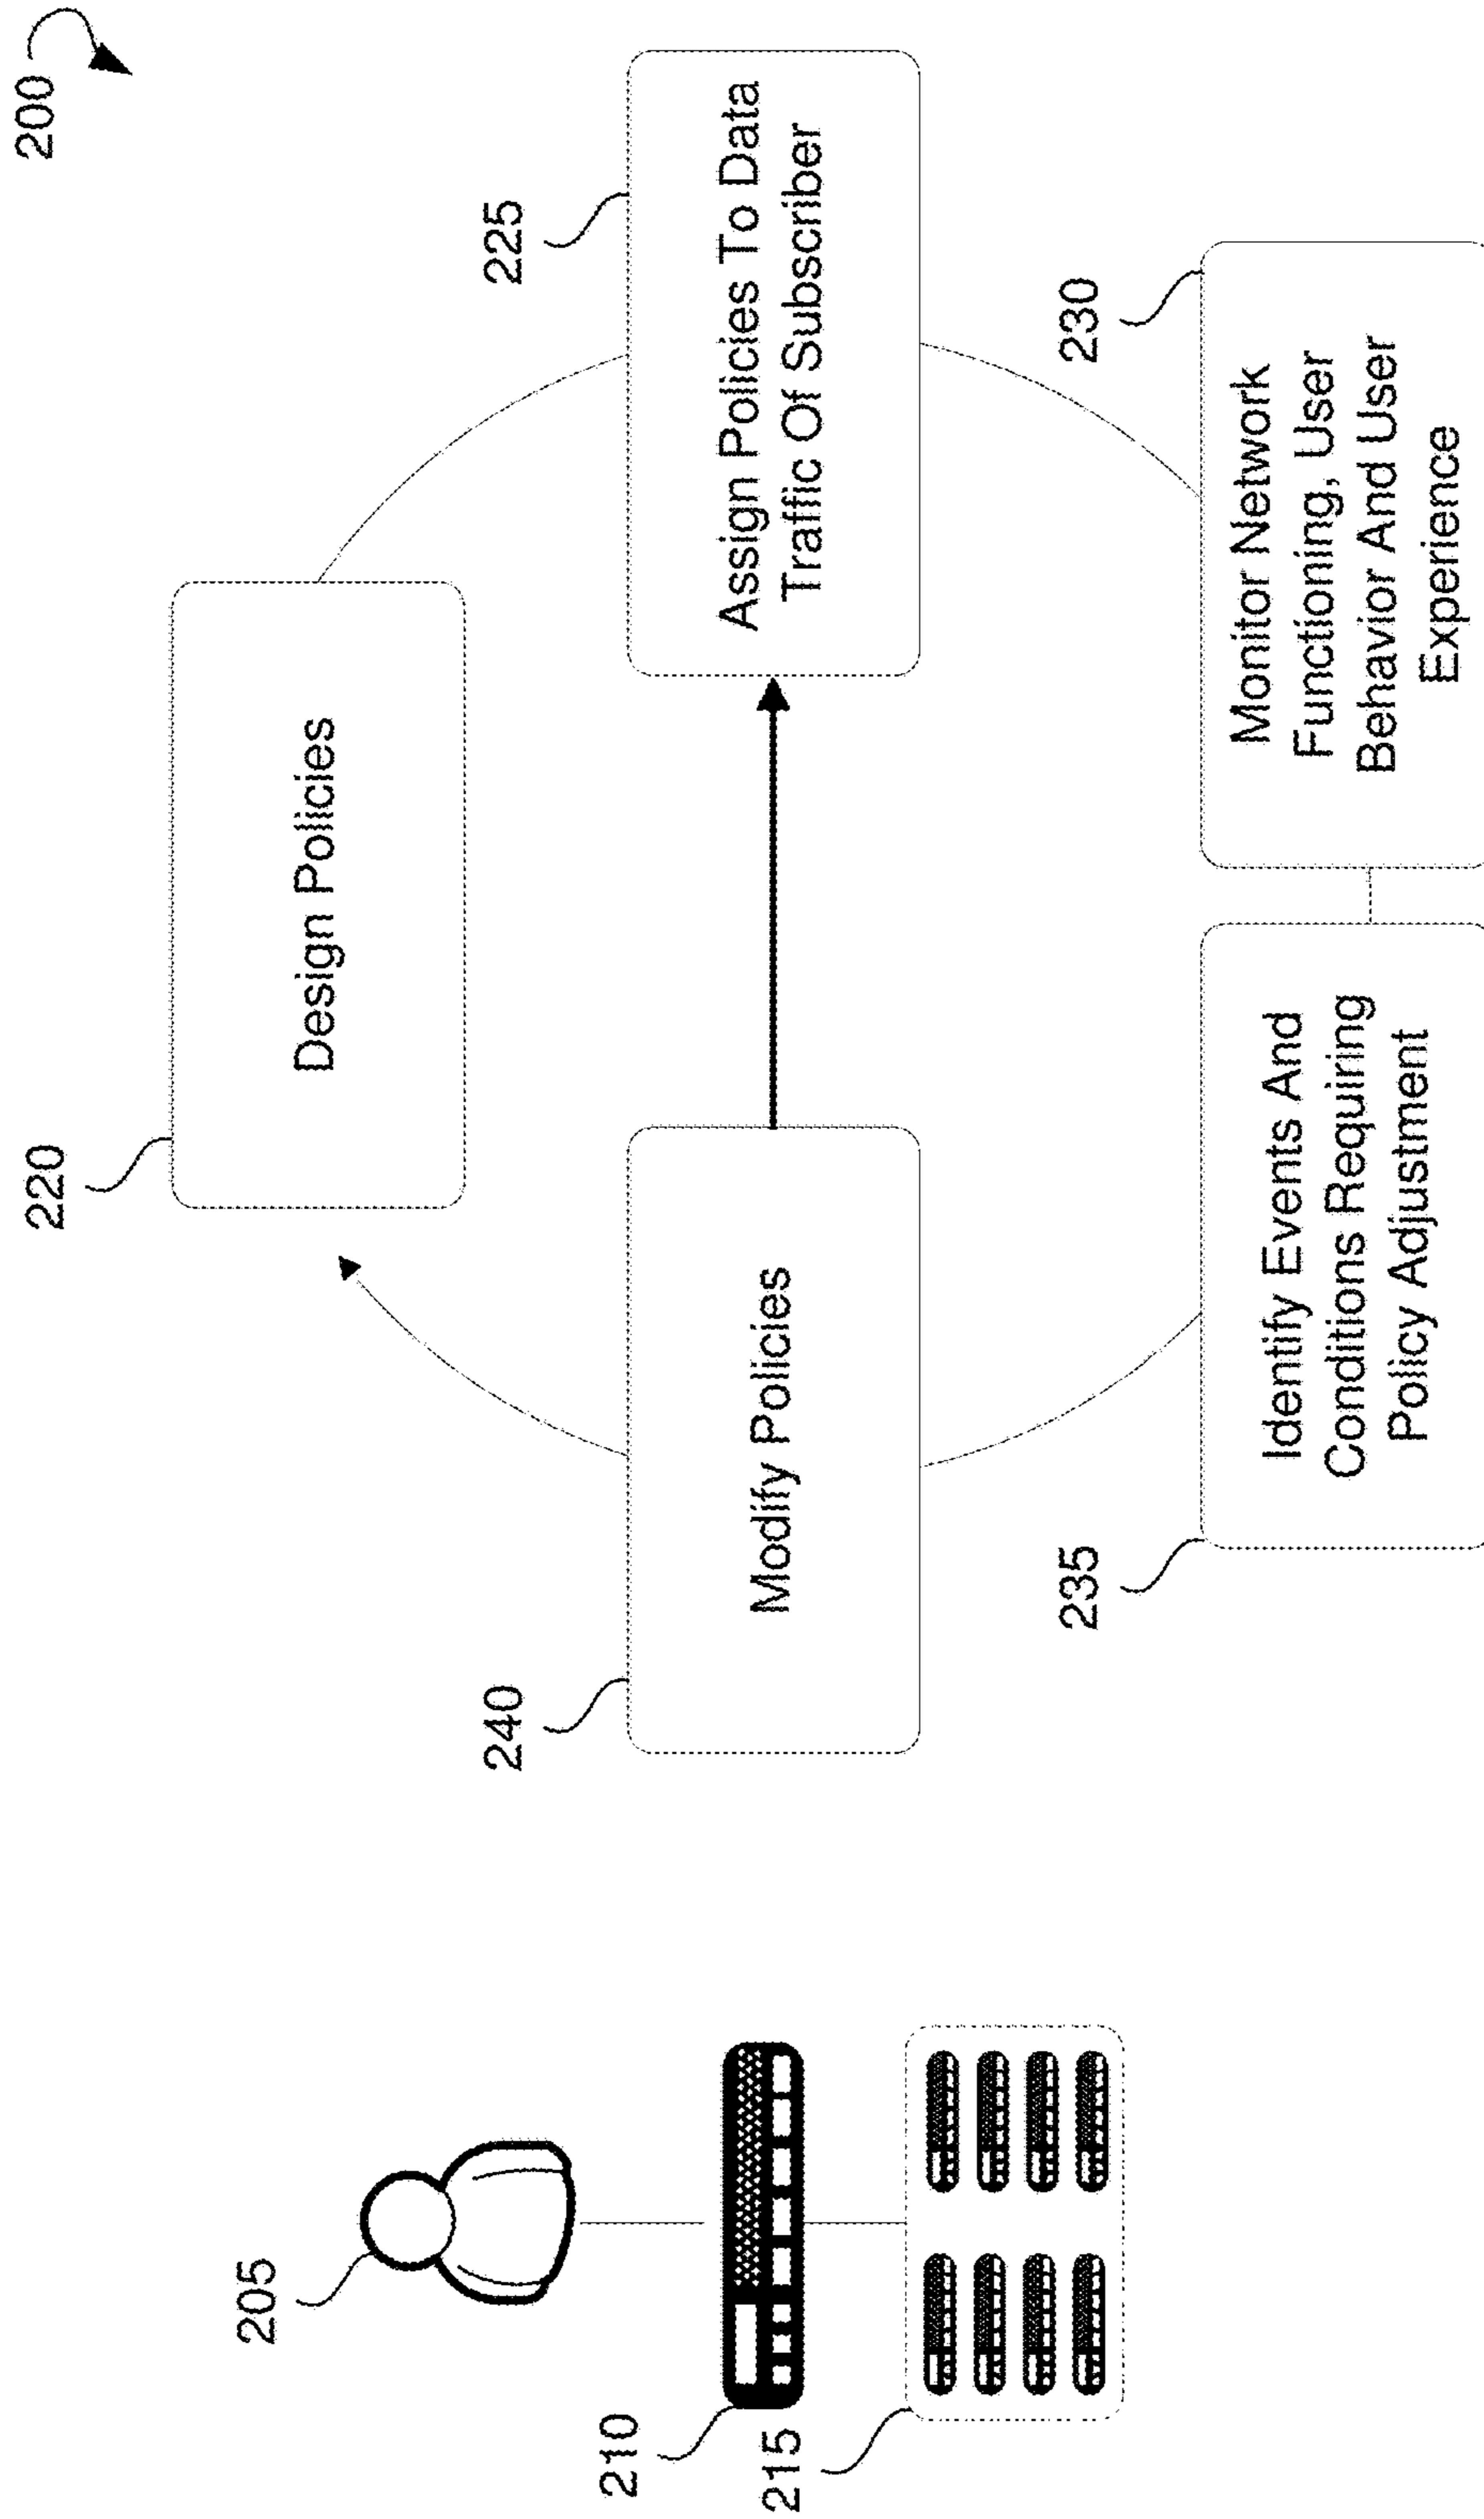 200
220
Design Policies
225
Assign Policies To Data
Traffic Of Subscriber
240
Modify Policies
230
Monitor Network
Functioning, User
Behavior And User
Experience
235
Identify Events And
Conditions Requiring
Policy Adjustment
205
210
215